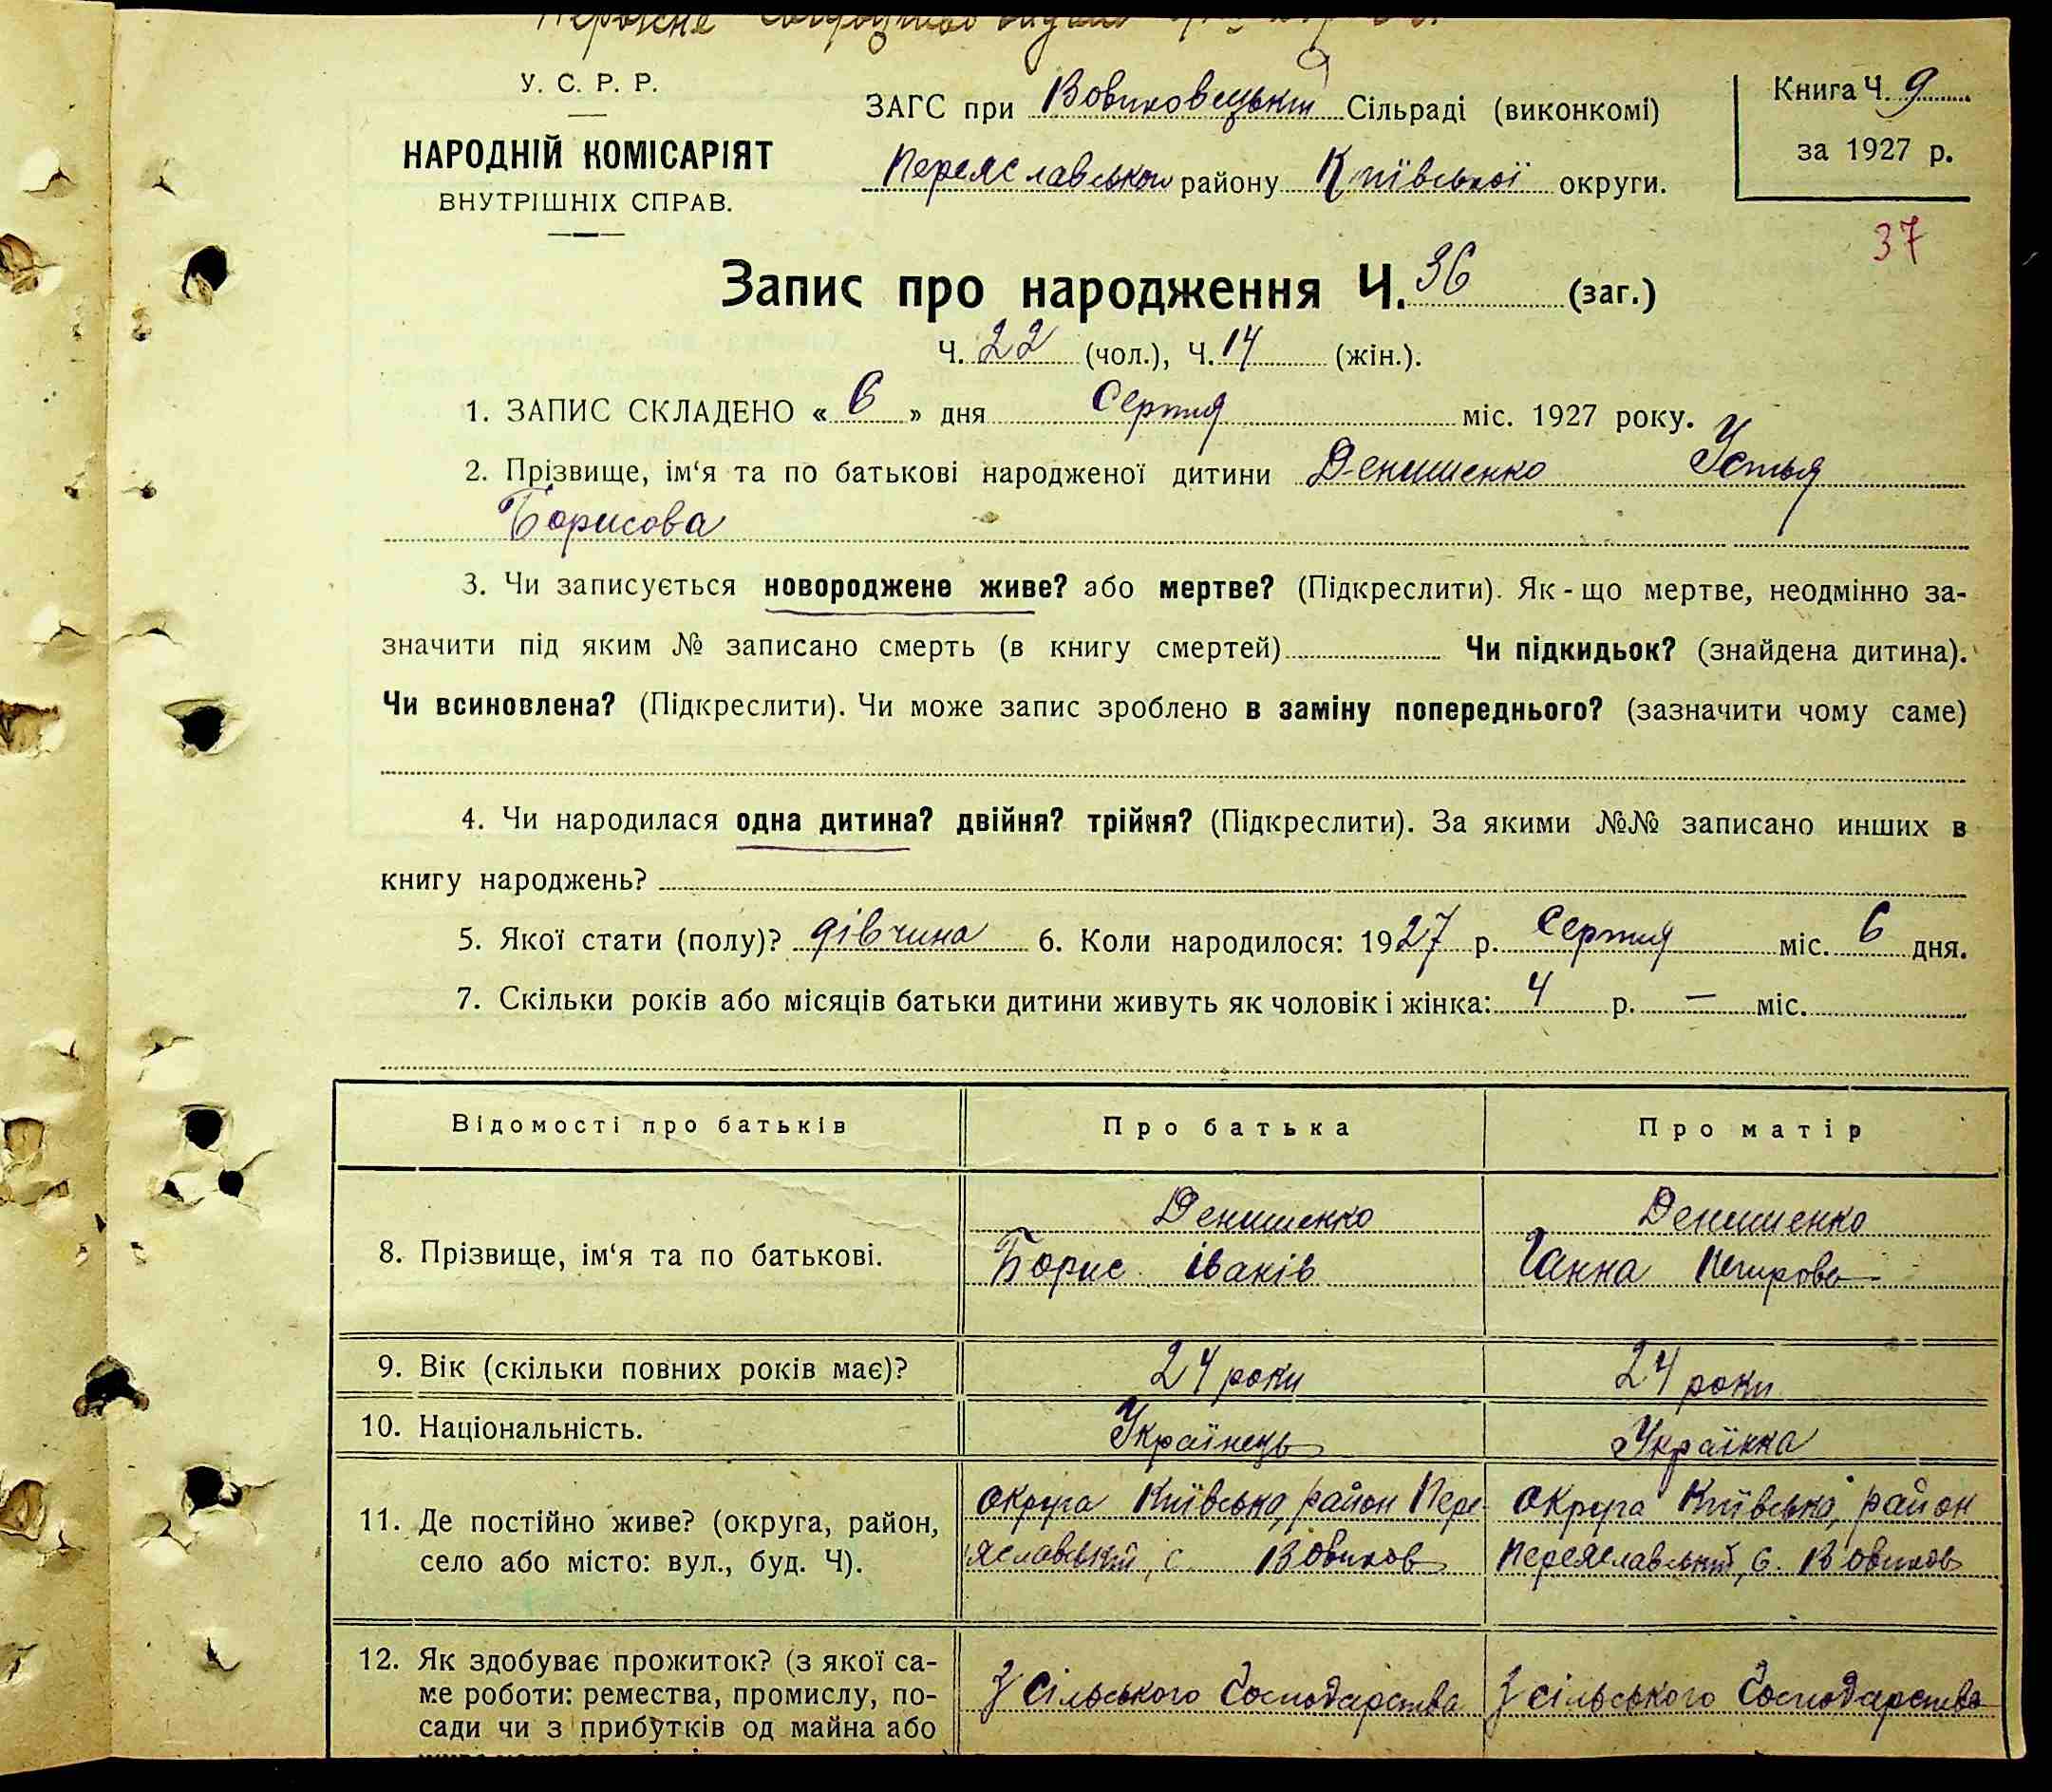 У. С. Р. Р.
НАРОДНІЙ КОМІСАРІЯТ
ВНУТРІШНІХ СПРАВ.
ЗАГС при Вовчковецькій Сільраді (виконкомі)
Переяславського району Київської округи.
Книга Ч. 9
за 1927 р.
37
Запис про народження Ч. 36 (заг.)
Ч. 22 (чол.), Ч. 14 (жін.).
1. ЗАПИС СКЛАДЕНО « 6 » дня Серпня міс. 1927 року.
2. Прізвище, ім‘я та по батькові народженої дитини Денишенко Устья
Борисова
3. Чи записується новороджене живе? або мертве? (Підкреслити). Як-що мертве, неодмінно за-
значити під яким № записано смерть (в книгу смертей) Чи підкидьок? (знайдена дитина).
Чи всиновлена? (Підкреслити). Чи може запис зроблено в заміну попереднього? (зазначити чому саме)
4. Чи народилася одна дитина? двійня? трійня? (Підкреслити). За якими №№ записано инших в
книгу народжень?
5. Якої стати (полу)? дівчина 6. Коли народилося: 1927 р. Серпня міс. 6 дня.
7. Скільки років або місяців батьки дитини живуть як чоловік і жінка: 4 р. — міс.
Відомості про батьків Про батька Про матір
8. Прізвище, ім‘я та по батькові.
Денишенко
Борис Іванів
Денишенко
Ганна
9. Вік (скільки повних років має)? 24 роки 24 роки
10. Національність. Українець Українка
11. Де постійно живе? (округа, район,
село або місто: вул., буд. Ч).
округа Київська, район Пере-
яславський, с. Вовчков
округа Київська, район
Переяславський, с. Вовчков
12. Як здобуває прожиток? (з якої са-
ме роботи: ремества, промислу, по-
сади чи з прибутків од майна або
З сільського Господарства
З сільського Господарства